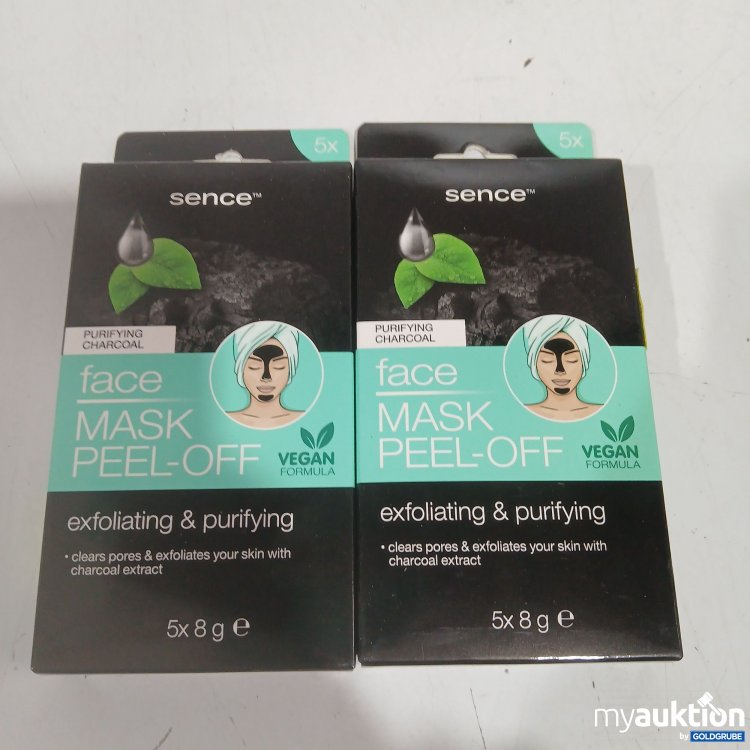 5x
sence™
PURIFYING
CHARCOAL
face
MASK
PEEL-OFF
VEGAN
FORMULA
exfoliating & purifying
• clears pores & exfoliates your skin with
charcoal extract
5x 8 g ℮
5x
sence™
PURIFYING
CHARCOAL
face
MASK
PEEL-OFF
VEGAN
FORMULA
exfoliating & purifying
• clears pores & exfoliates your skin with
charcoal extract
5x 8 g ℮
myauktion
by GOLDGRUBE